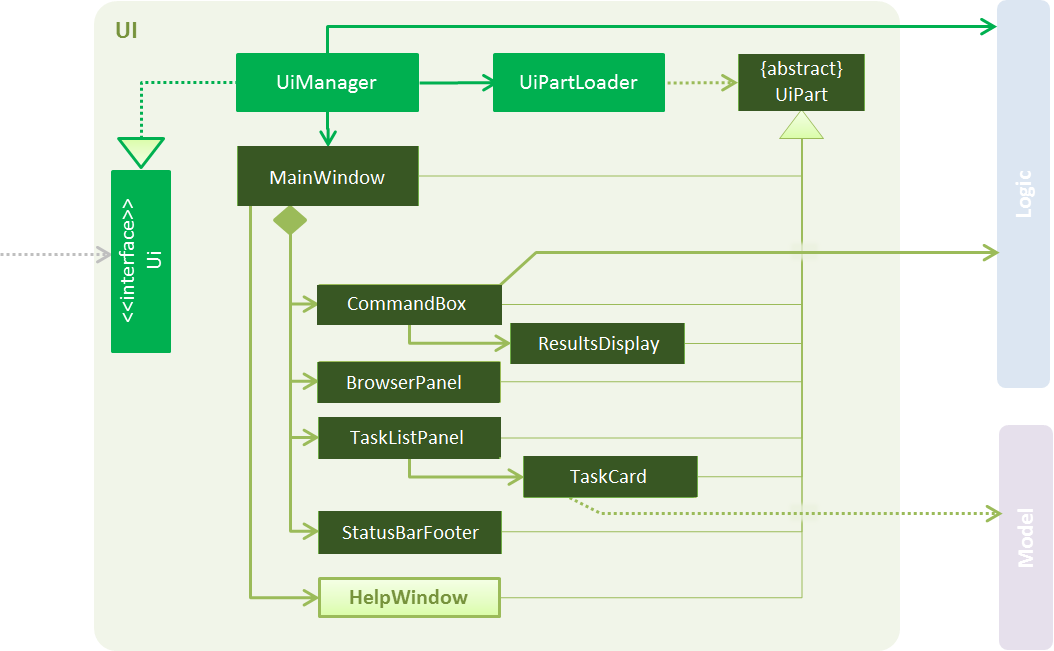 UI
UiManager
UiPartLoader
{abstract}
UiPart
Logic
MainWindow
<<interface>>
Ui
CommandBox
ResultsDisplay
BrowserPanel
TaskListPanel
TaskCard
Model
StatusBarFooter
HelpWindow